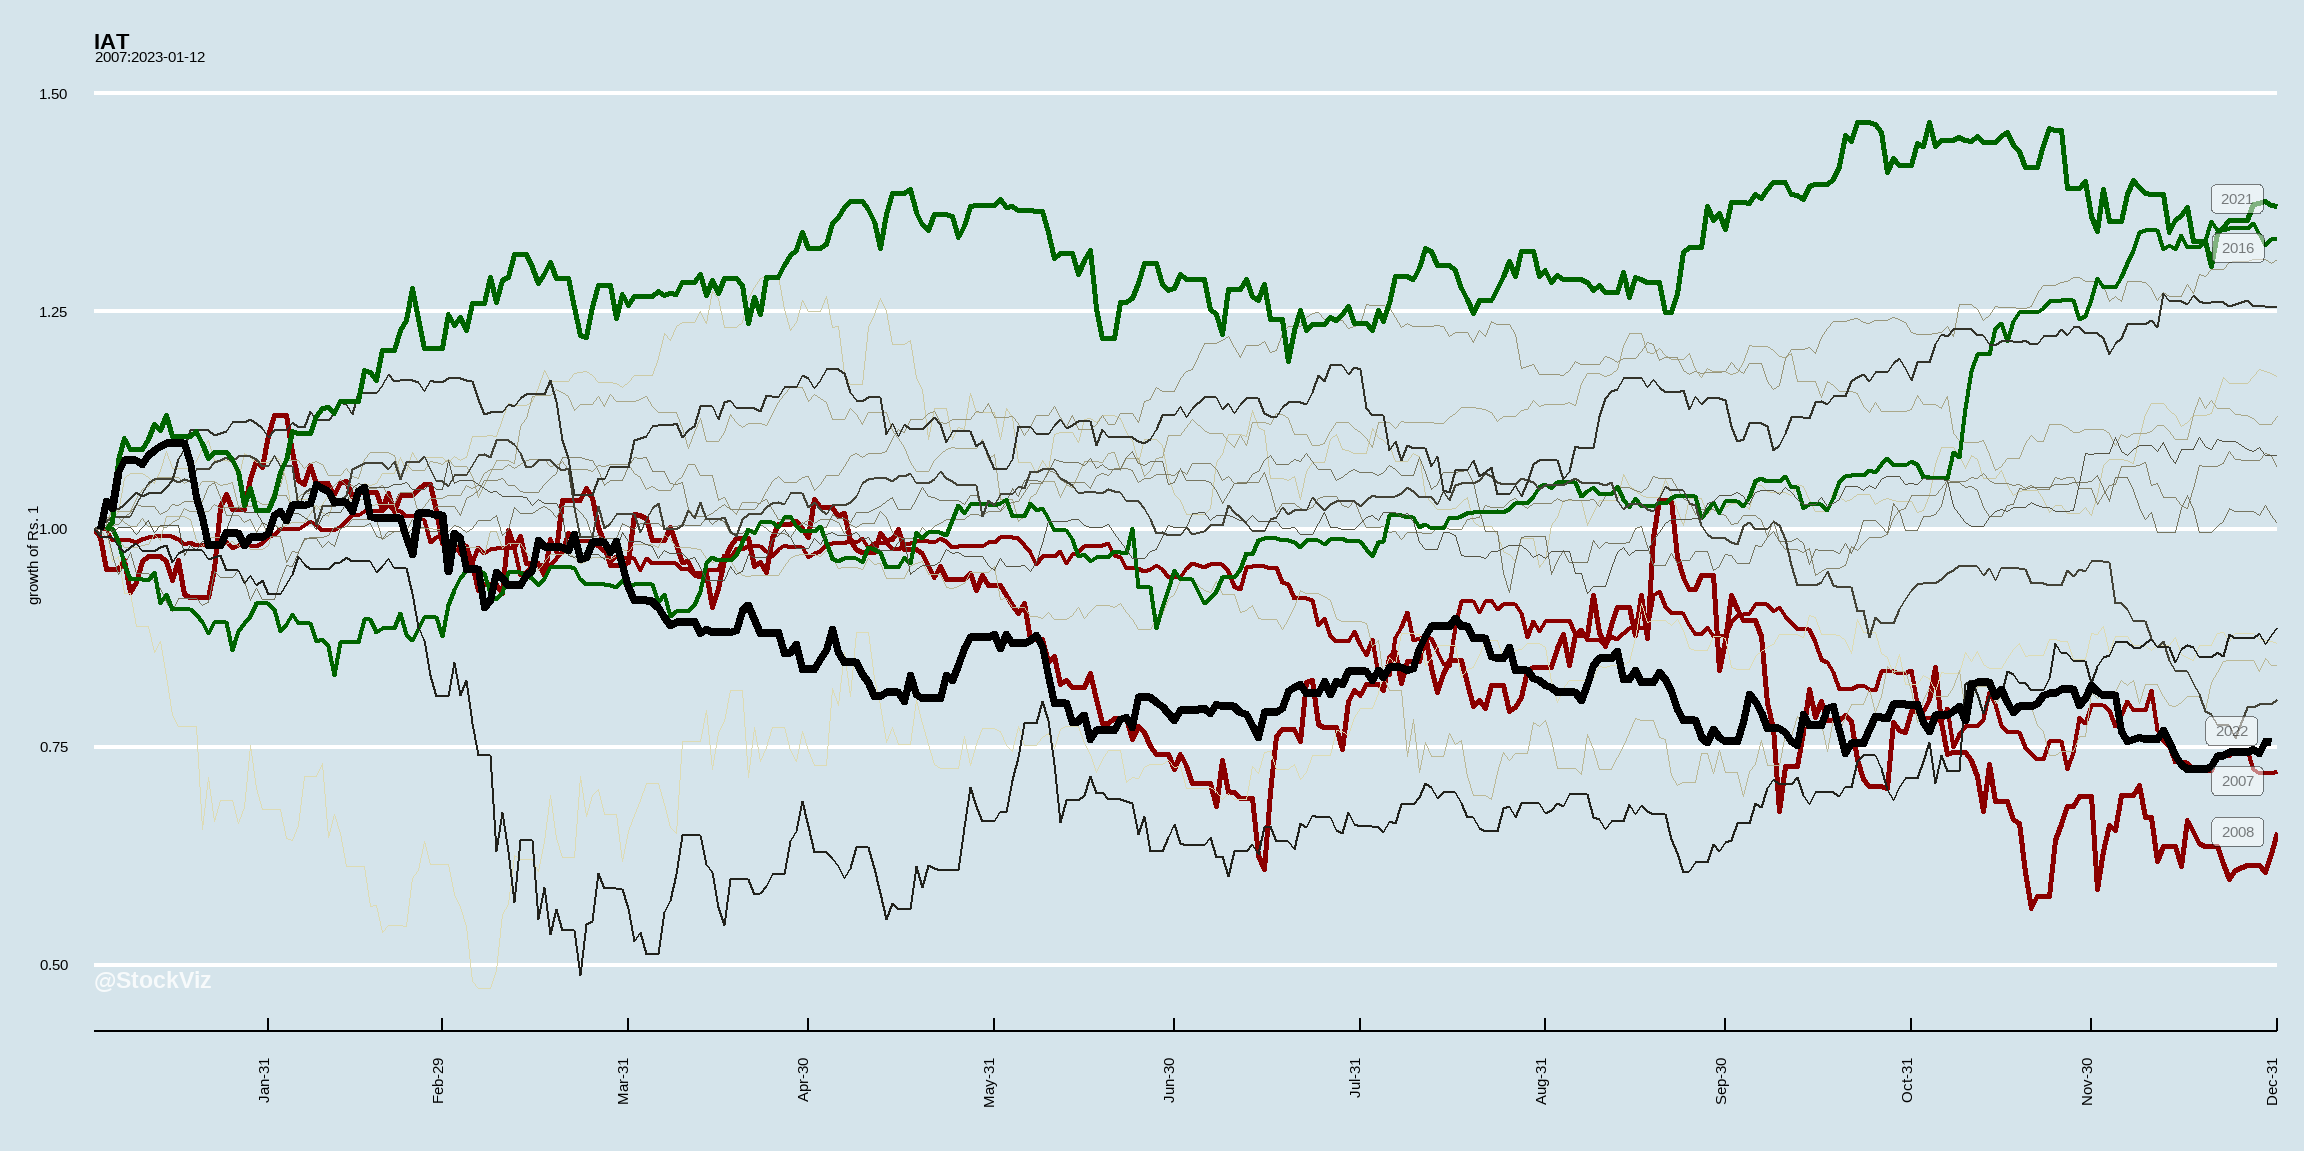 IAT
2007:2023-01-12
1.50
1.25
1.00
0.75
0.50
growth of Rs. 1
2021
2016
2022
2007
2008
@StockViz
Jan-31
Feb-29
Mar-31
Apr-30
May-31
Jun-30
Jul-31
Aug-31
Sep-30
Oct-31
Nov-30
Dec-31